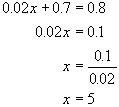 0.02x + 0.7 = 0.8
0.02x = 0.1
x = 0.1/0.02
x = 5